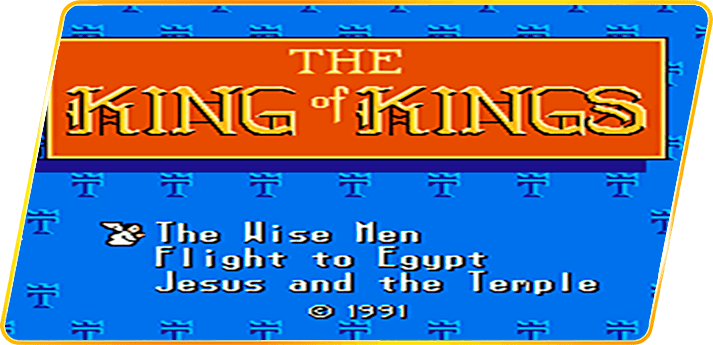 THE
KING of KINGS
The Wise Men
Flight to Egypt
Jesus and the Temple
© 1991